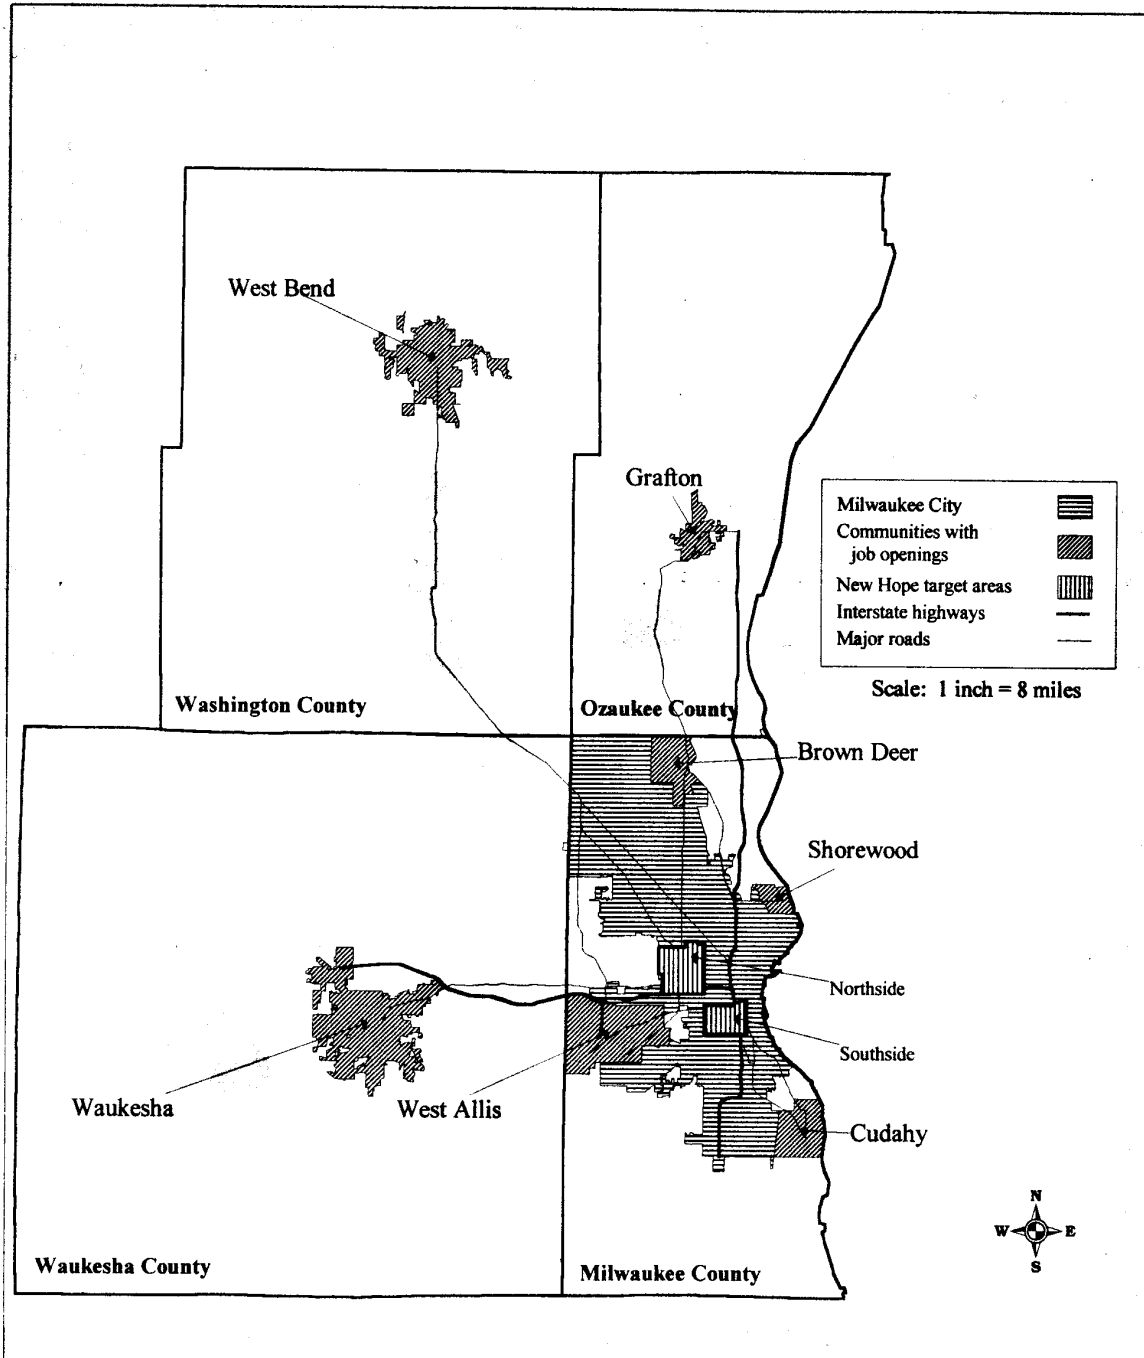 West Bend
Grafton
Milwaukee City
Communities with
job openings
New Hope target areas
Interstate highways
Major roads
Scale: 1 inch = 8 miles
Washington County
Ozaukee County
Brown Deer
Shorewood
Northside
Southside
Waukesha
West Allis
Cudahy
N
W
E
S
Waukesha County
Milwaukee County